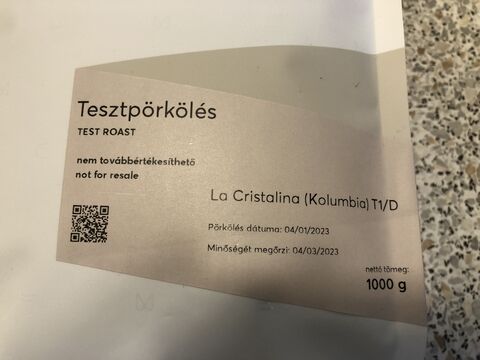 Tesztpörkölés
TEST ROAST
nem továbbértékesíthető
not for resale
La Cristalina (Kolumbia) T1/D
Pörkölés dátuma: 04/01/2023
Minőségét megőrzi: 04/03/2023
nettó tömeg:
1000 g